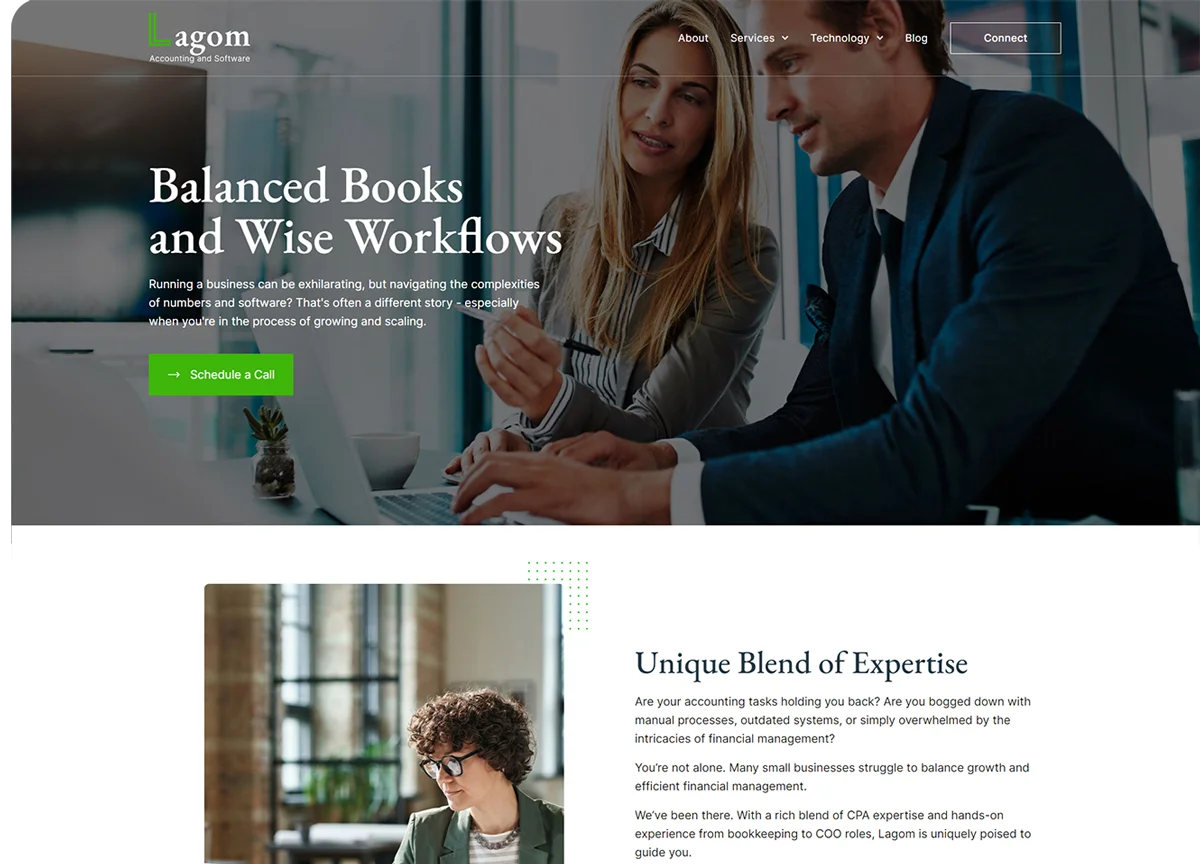 Lagom
Accounting and Software
About Services Technology Blog Connect
Balanced Books
and Wise Workflows
Running a business can be exhilarating, but navigating the complexities
of numbers and software? That's often a different story - especially
when you're in the process of growing and scaling.
→ Schedule a Call
Unique Blend of Expertise
Are your accounting tasks holding you back? Are you bogged down with
manual processes, outdated systems, or simply overwhelmed by the
intricacies of financial management?
You’re not alone. Many small businesses struggle to balance growth and
efficient financial management.
We’ve been there. With a rich blend of CPA expertise and hands-on
experience from bookkeeping to COO roles, Lagom is uniquely poised to
guide you.